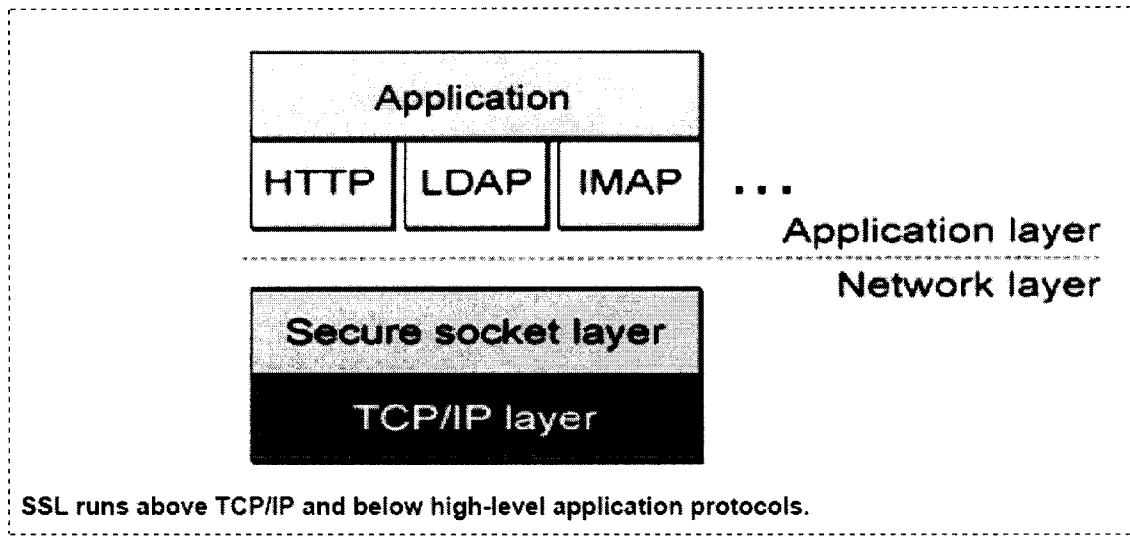 Application
HTTP LDAP IMAP ...
Application layer
Network layer
Secure socket layer
TCP/IP layer
SSL runs above TCP/IP and below high-level application protocols.